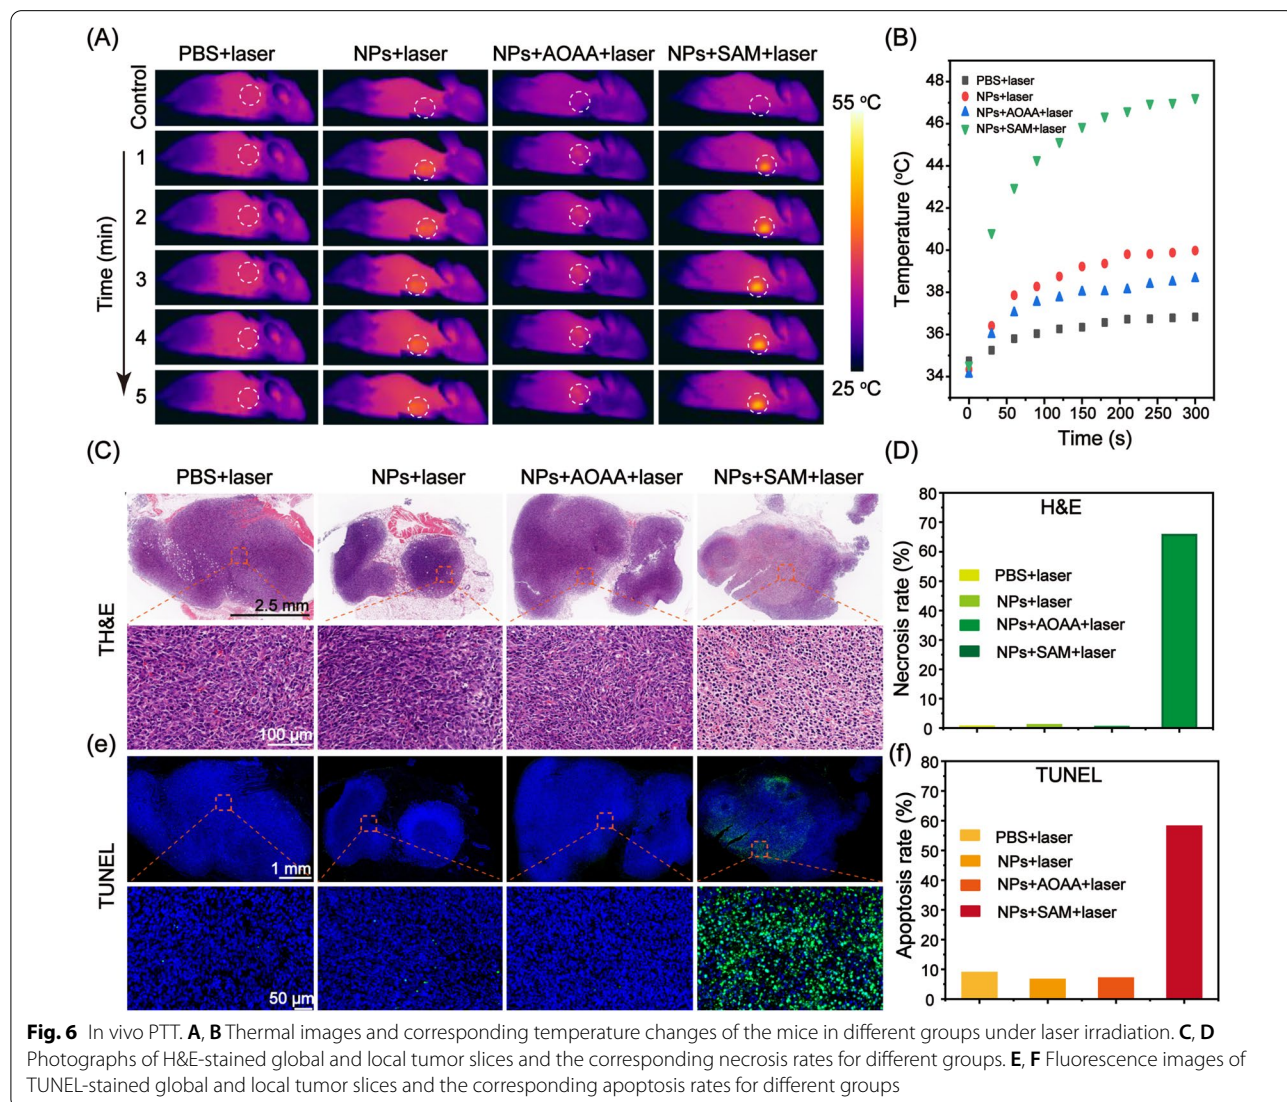 (A)
PBS+laser NPs+laser NPs+AOAA+laser NPs+SAM+laser
Control
1
2
3
4
5
Time (min)
55 ºC
25 ºC
(B)
Temperature (ºC)
48
46
44
42
40
38
36
34
PBS+laser
NPs+laser
NPs+AOAA+laser
NPs+SAM+laser
0 50 100 150 200 250 300
Time (s)
(C)
PBS+laser NPs+laser NPs+AOAA+laser NPs+SAM+laser
TH&E
2.5 mm
100 µm
(D)
Necrosis rate (%)
80
70
60
50
40
30
20
10
0
H&E
PBS+laser
NPs+laser
NPs+AOAA+laser
NPs+SAM+laser
(e)
TUNEL
1 mm
50 µm
(f)
Apoptosis rate (%)
80
70
60
50
40
30
20
10
0
TUNEL
PBS+laser
NPs+laser
NPs+AOAA+laser
NPs+SAM+laser
Fig. 6 In vivo PTT. A, B Thermal images and corresponding temperature changes of the mice in different groups under laser irradiation. C, D
Photographs of H&E-stained global and local tumor slices and the corresponding necrosis rates for different groups. E, F Fluorescence images of
TUNEL-stained global and local tumor slices and the corresponding apoptosis rates for different groups